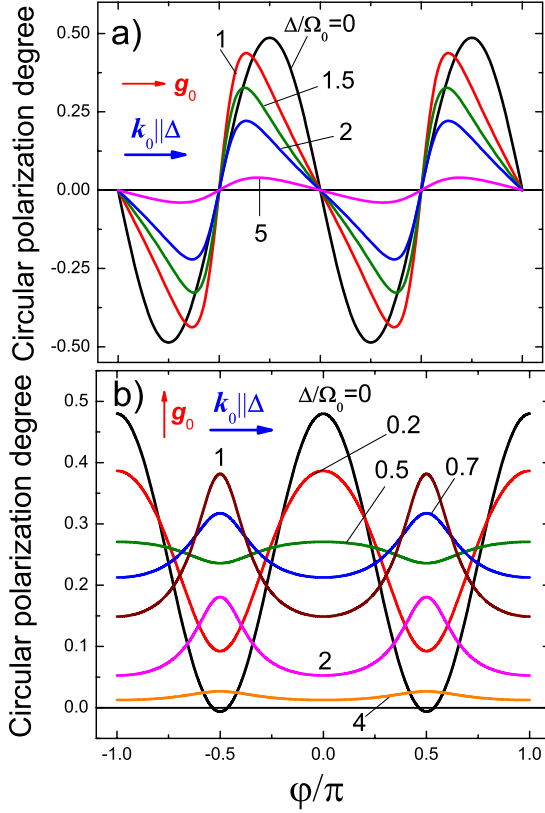 a)
Δ/Ω₀=0
1
1.5
g₀
k₀||Δ
2
5
0.50
0.25
0.00
-0.25
-0.50
Circular polarization degree
b)
g₀
k₀||Δ
Δ/Ω₀=0
0.2
1
0.5
0.7
2
4
0.5
0.4
0.3
0.2
0.1
0.0
Circular polarization degree
-1.0 -0.5 0.0 0.5 1.0
φ/π